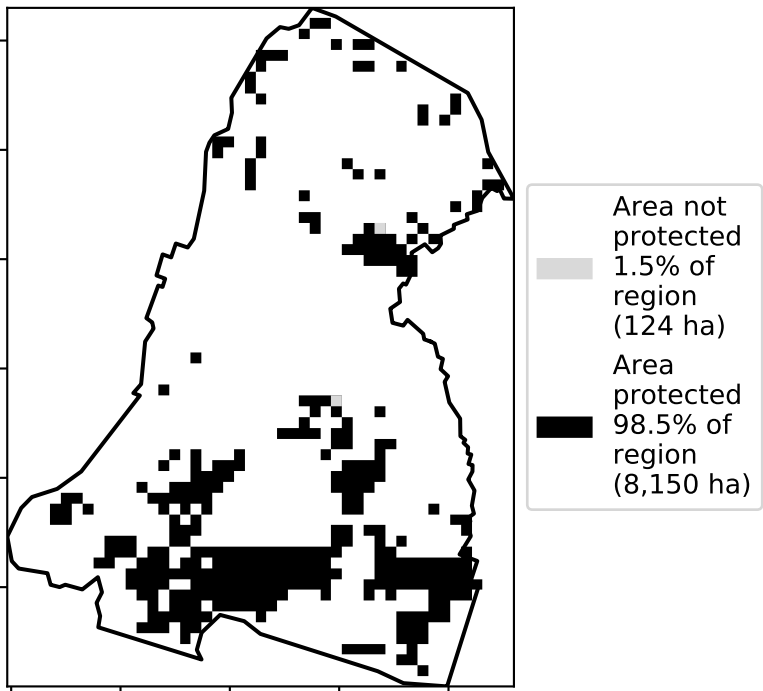 Area not
protected
1.5% of
region
(124 ha)
Area
protected
98.5% of
region
(8,150 ha)